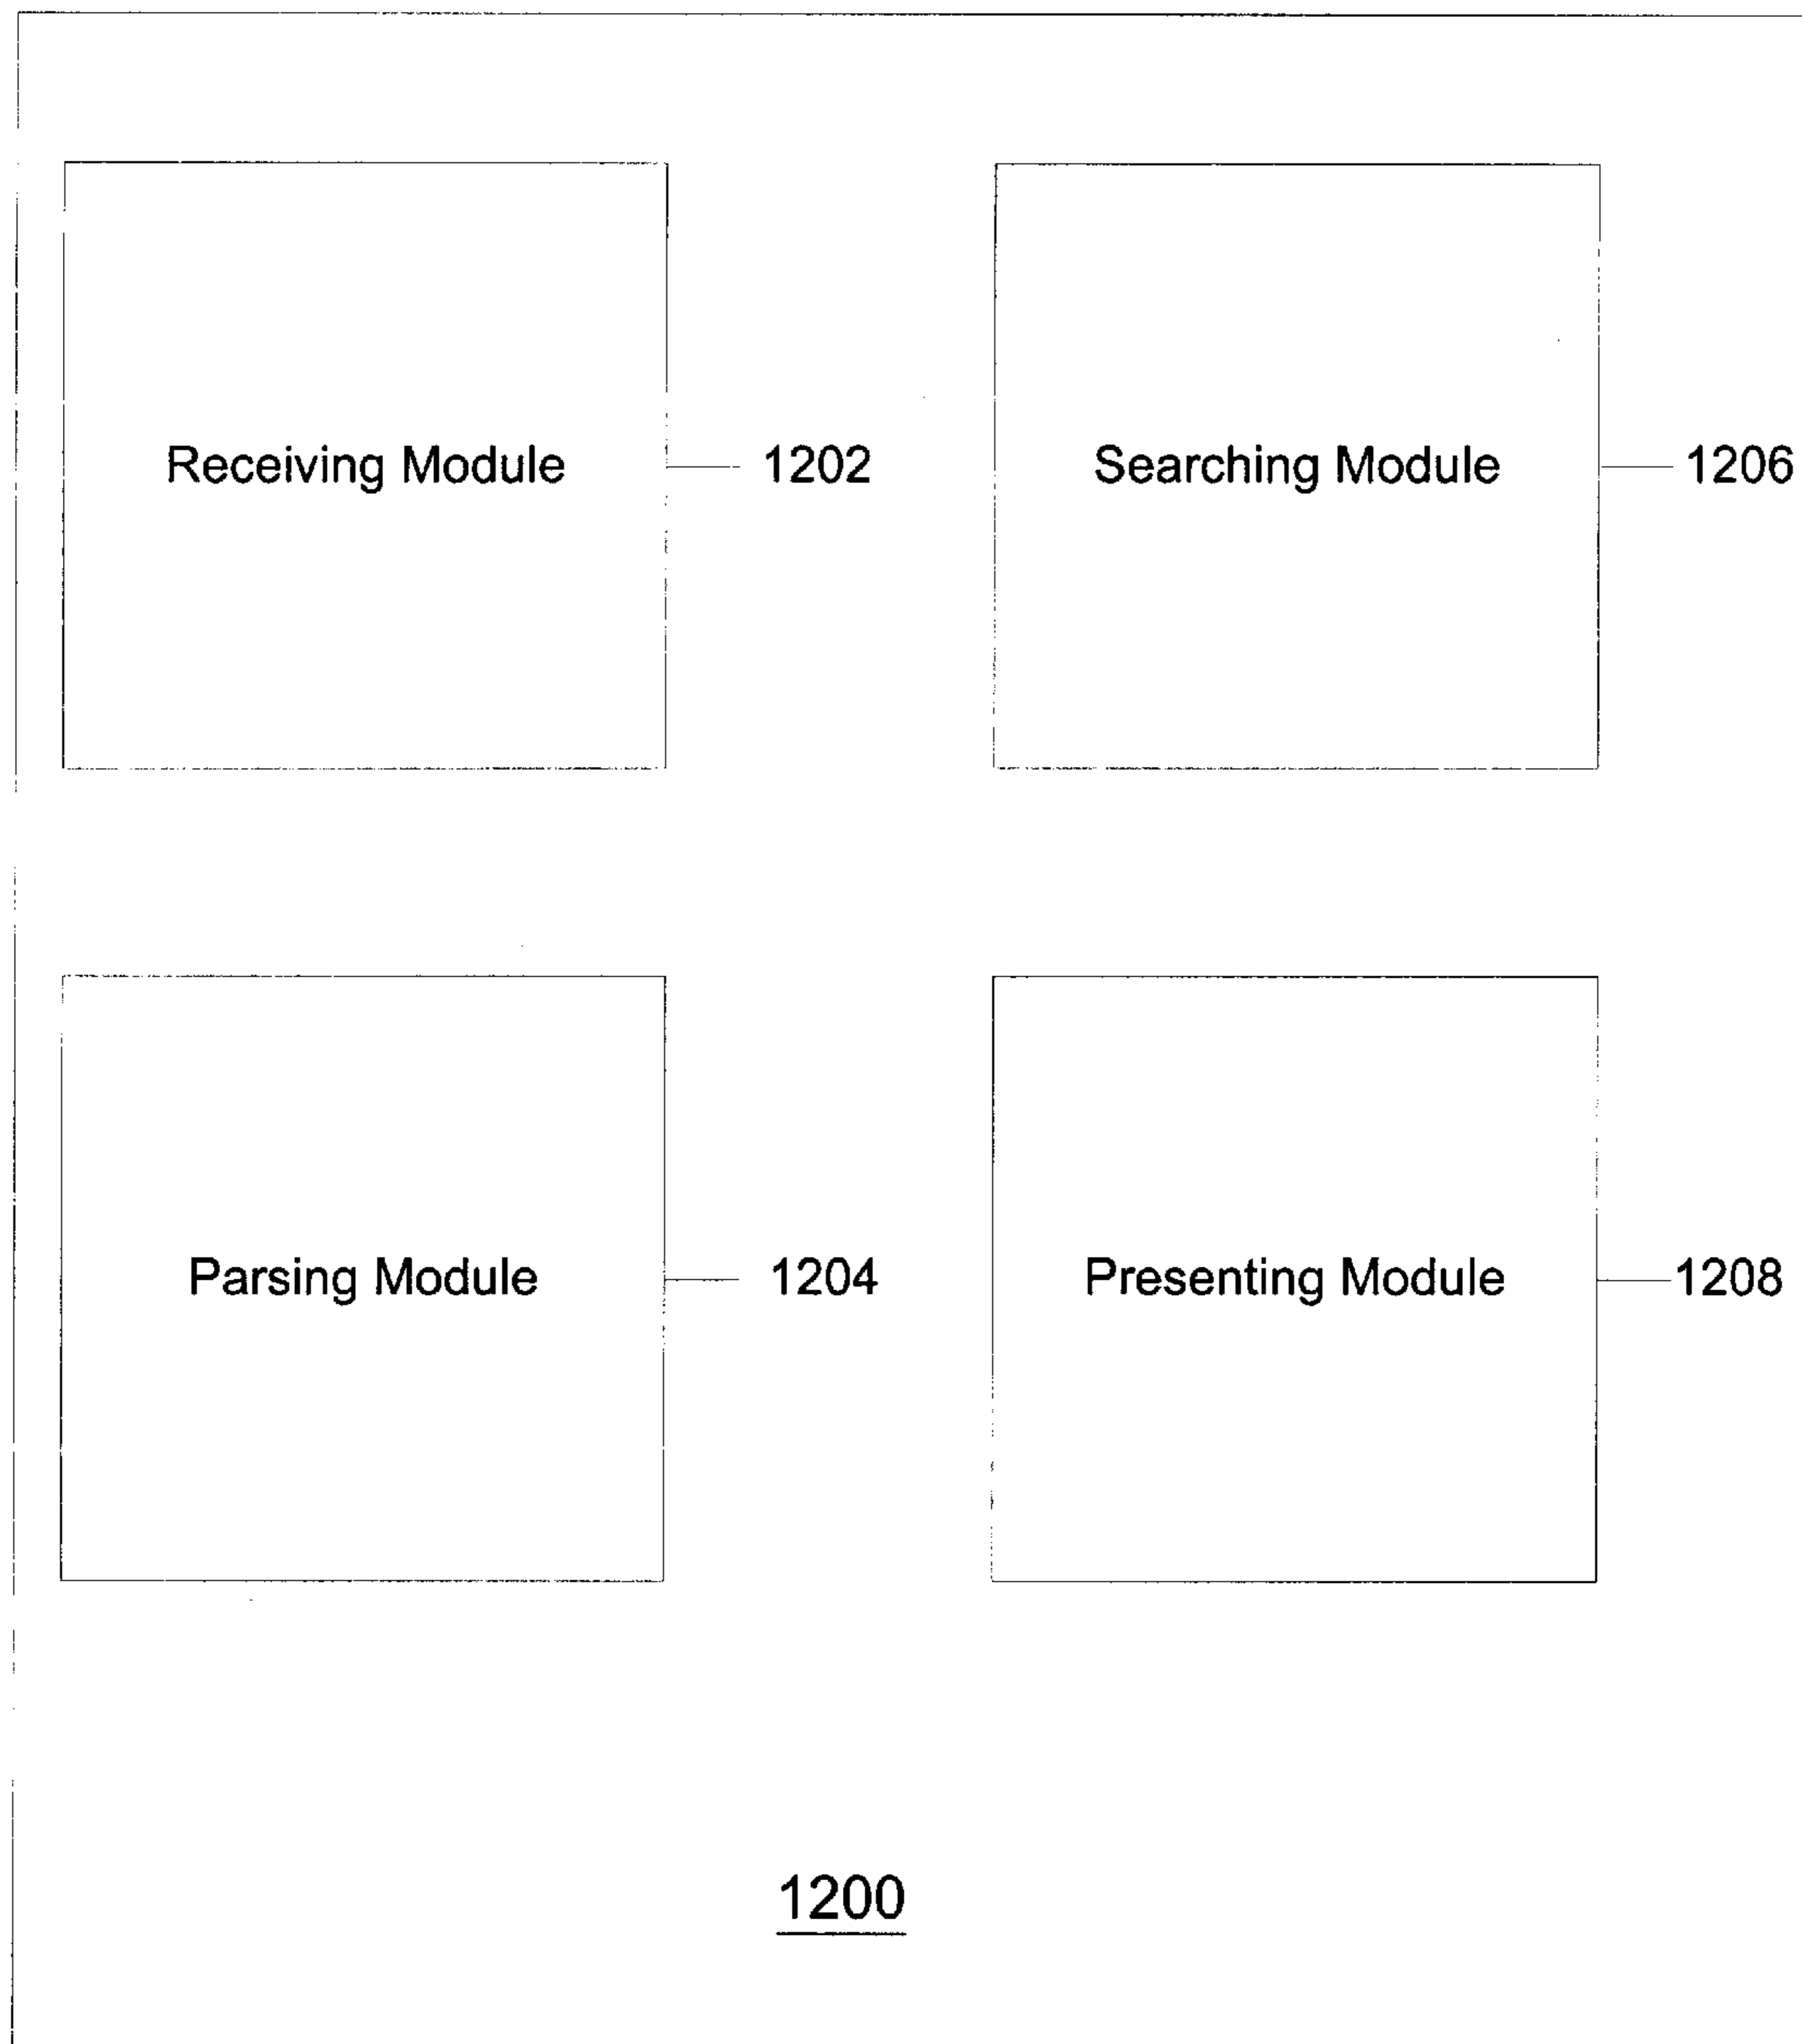 Receiving Module
1202
Searching Module
1206
Parsing Module
1204
Presenting Module
1208
1200